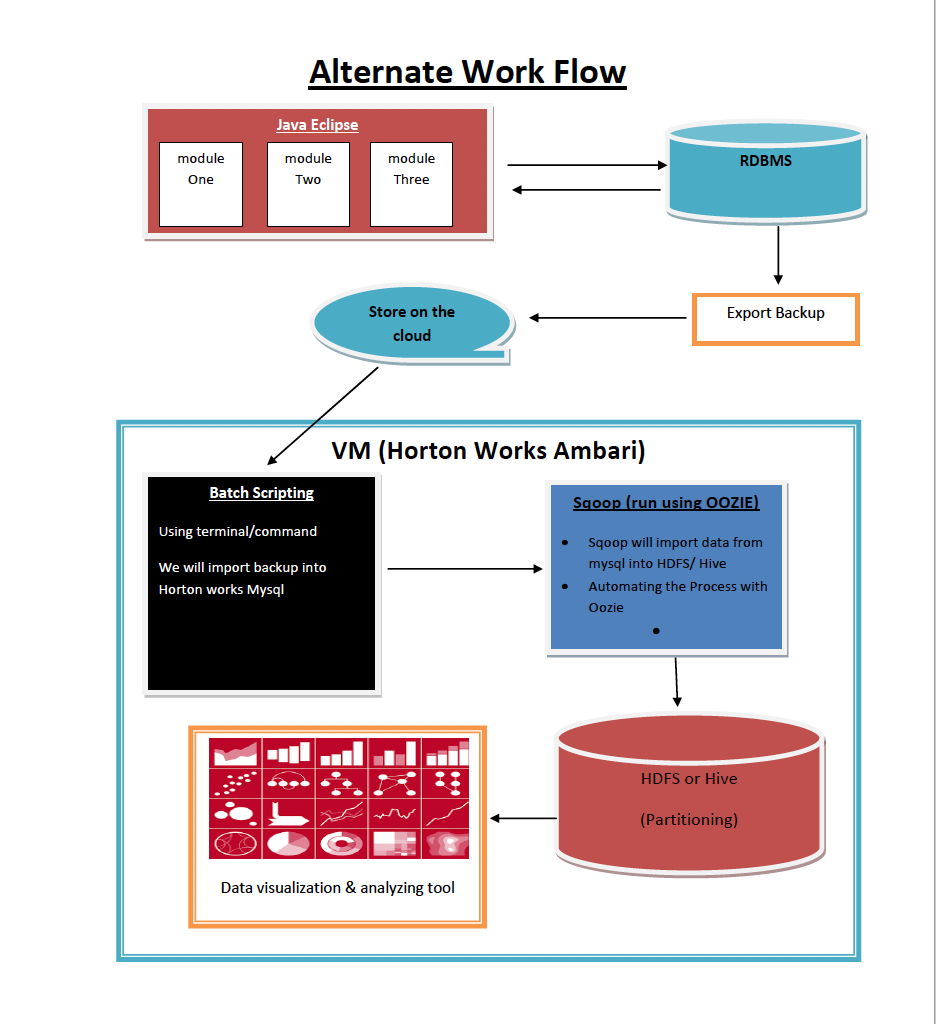 Alternate Work Flow
Java Eclipse
module
One
module
Two
module
Three
RDBMS
Export Backup
Store on the
cloud
VM (Horton Works Ambari)
Batch Scripting
Using terminal/command
We will import backup into
Horton works Mysql
Sqoop (run using OOZIE)
• Sqoop will import data from
mysql into HDFS/ Hive
• Automating the Process with
Oozie
•
HDFS or Hive
(Partitioning)
Data visualization & analyzing tool